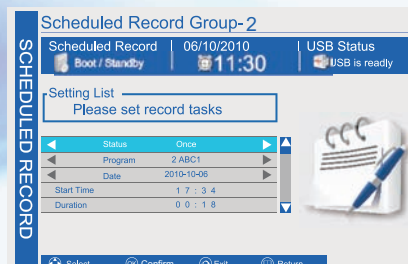 Scheduled Record Group-2
SCHEDULED RECORD
Scheduled Record
Boot / Standby
06/10/2010
11:30
USB Status
USB is readly
Setting List
Please set record tasks
Status Once
Program 2 ABC1
Date 2010-10-06
Start Time 17:34
Duration 00:18
Select OK Confirm Exit Return